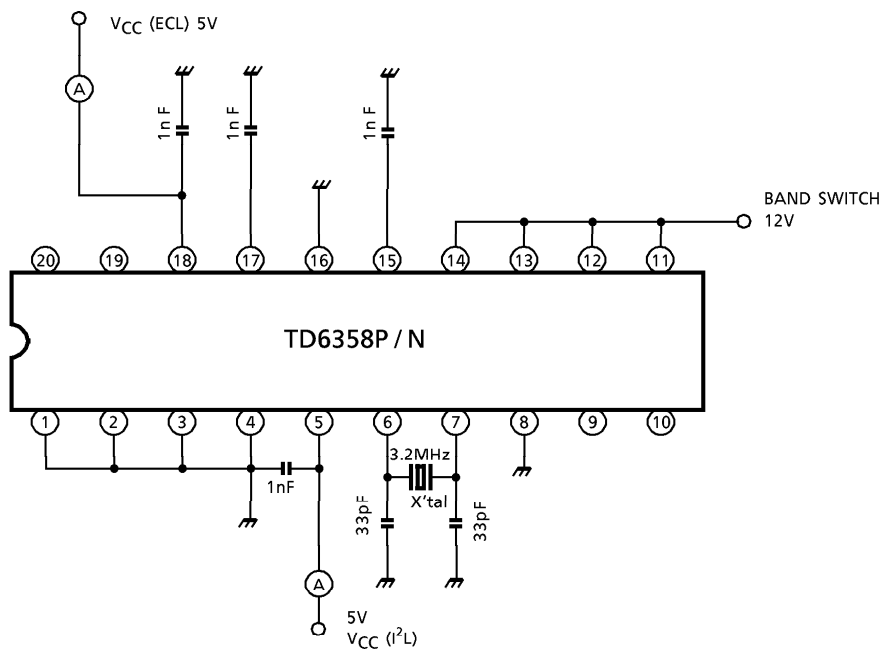 VCC (ECL) 5V
A
1nF
1nF
1nF
BAND SWITCH
12V
20 19 18 17 16 15 14 13 12 11
TD6358P / N
1 2 3 4 5 6 7 8 9 10
1nF
3.2MHz
X'tal
33pF
33pF
A
5V
VCC (I²L)